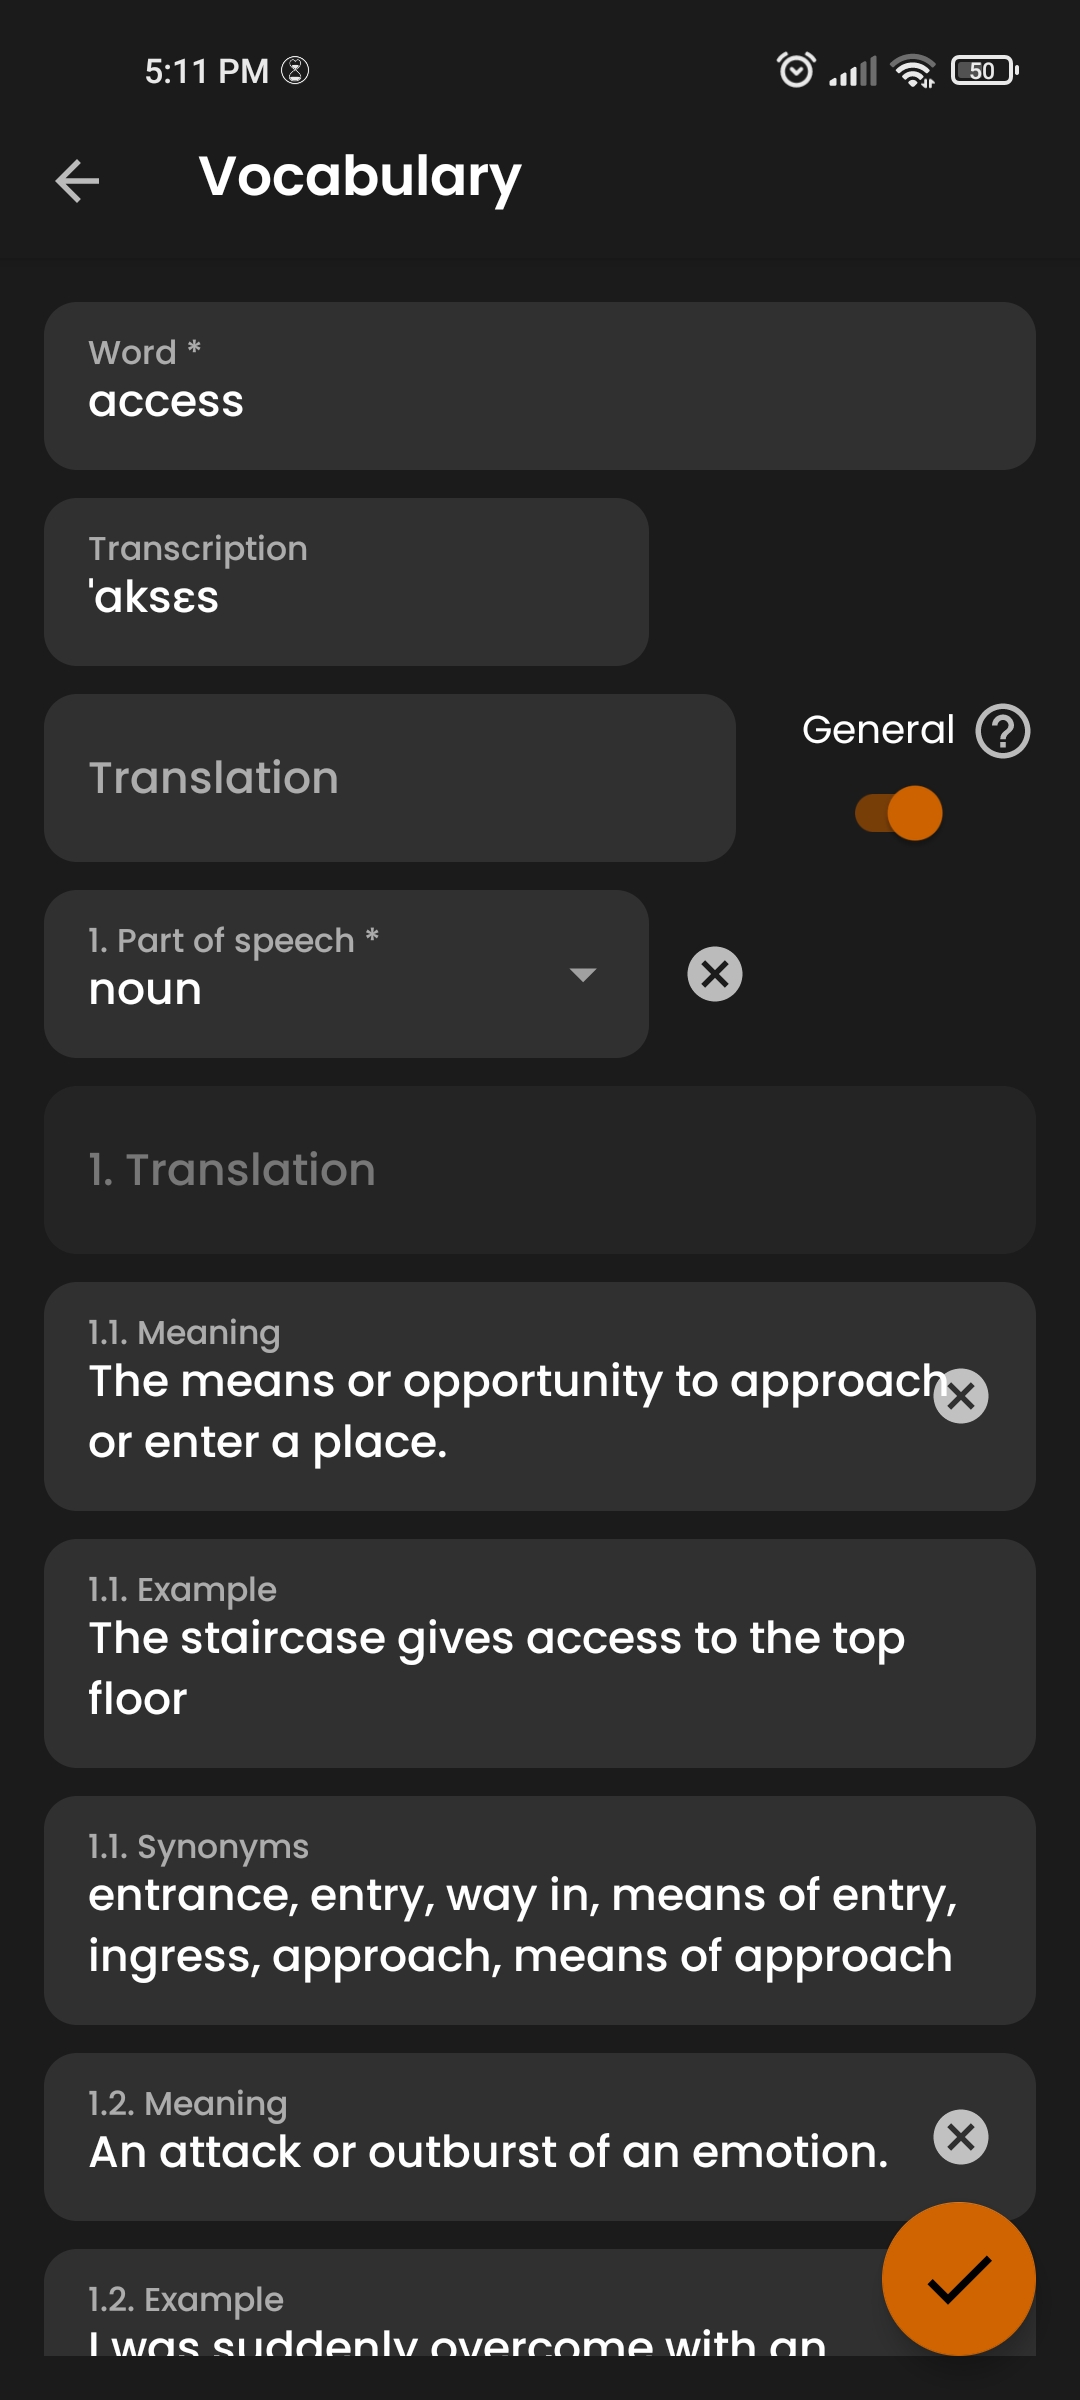 5:11 PM
50
Vocabulary
Word *
access
Transcription
ˈaksɛs
Translation
General
1. Part of speech *
noun
1. Translation
1.1. Meaning
The means or opportunity to approach
or enter a place.
1.1. Example
The staircase gives access to the top
floor
1.1. Synonyms
entrance, entry, way in, means of entry,
ingress, approach, means of approach
1.2. Meaning
An attack or outburst of an emotion.
1.2. Example
I was suddenly overcome with an